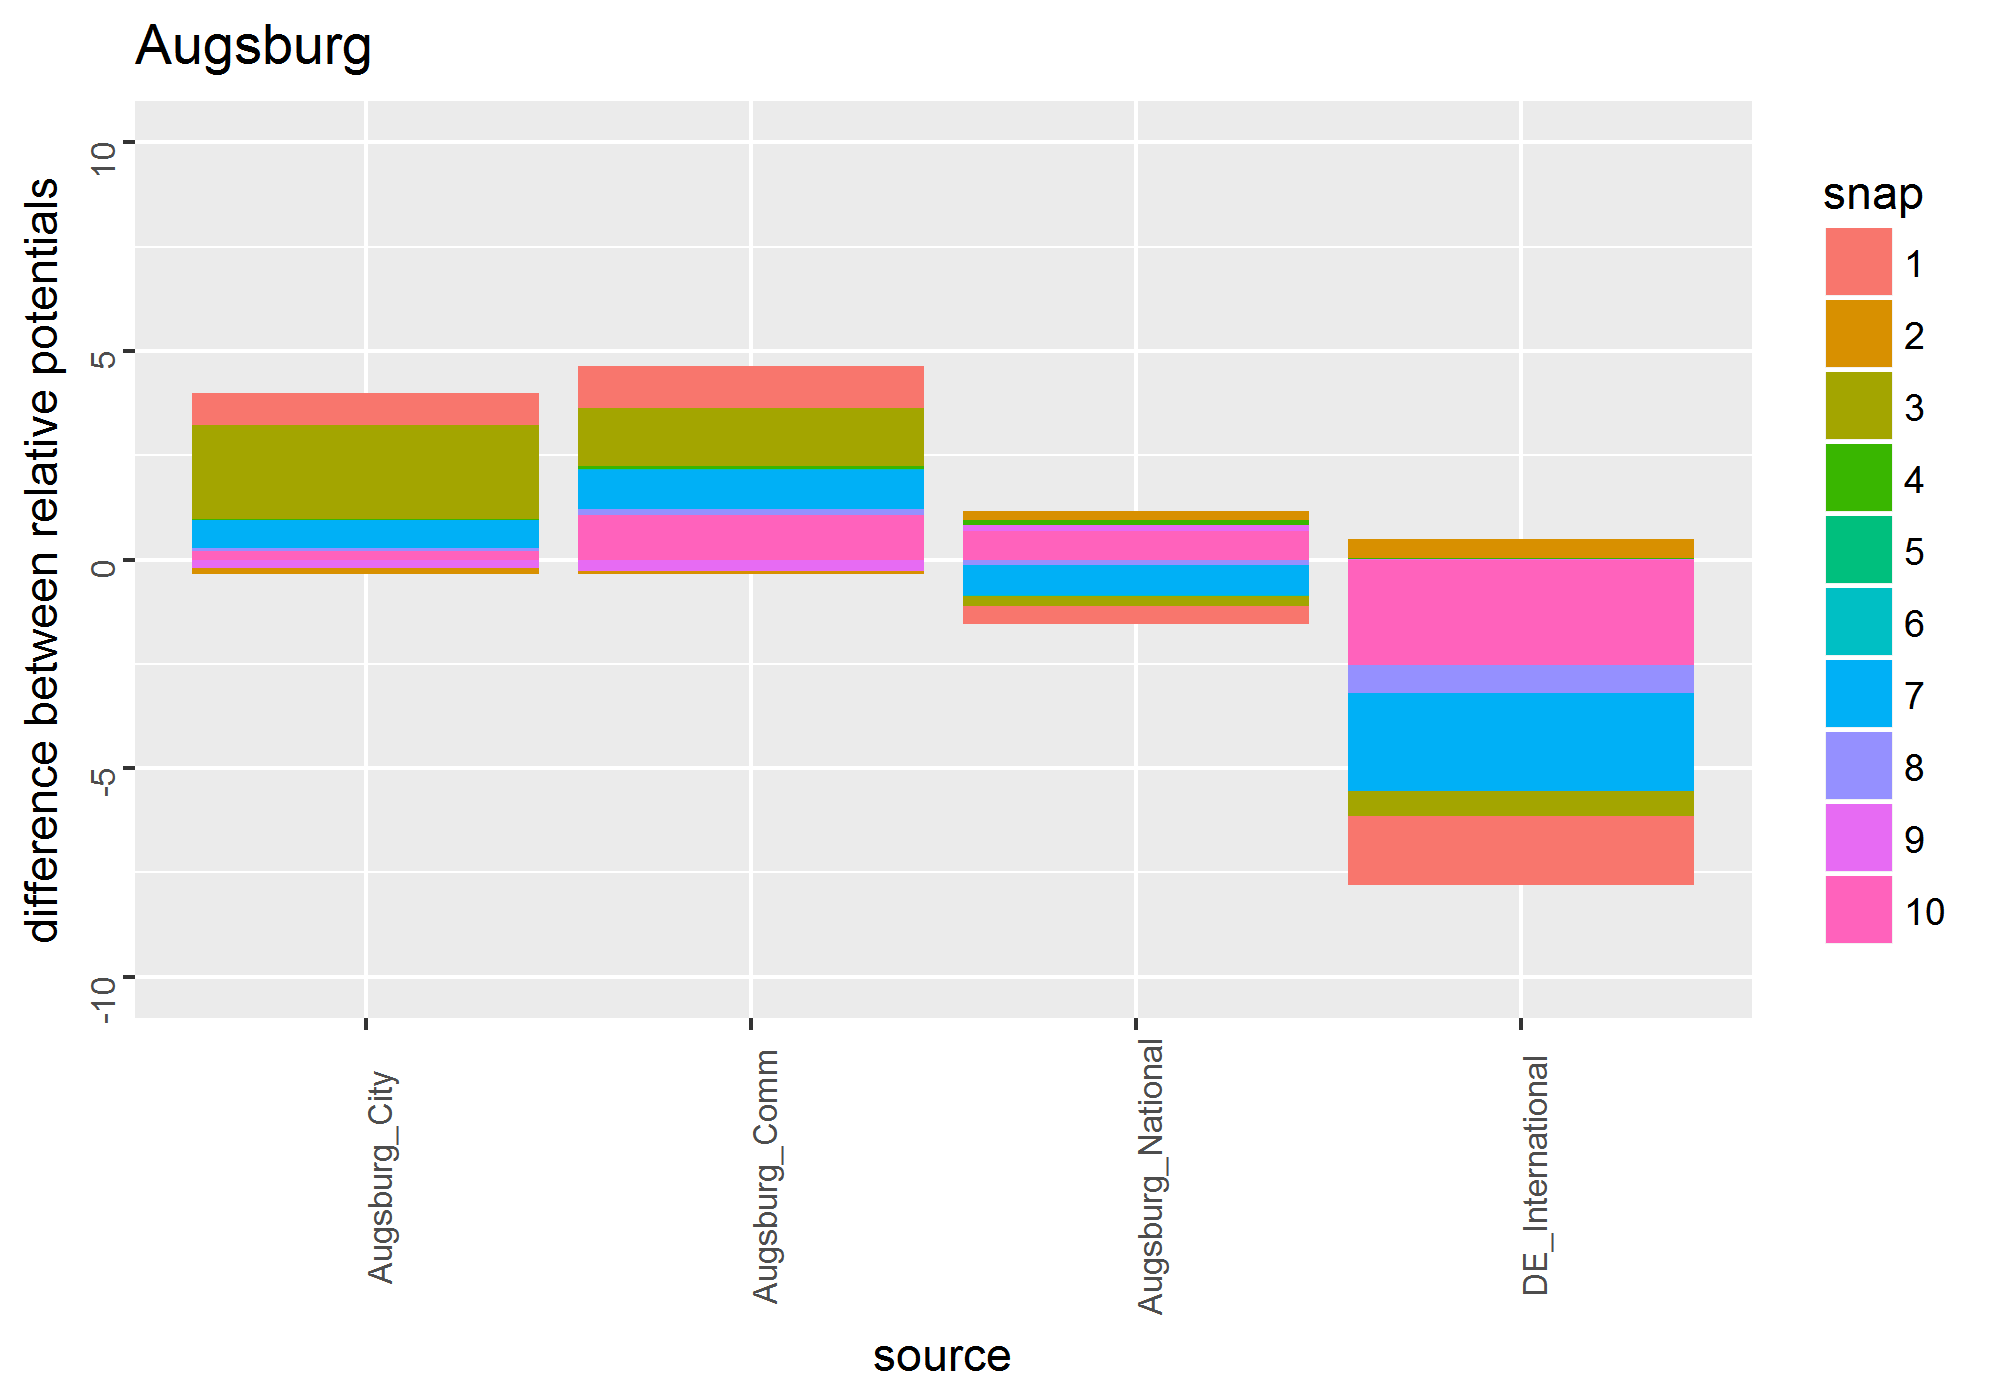 Augsburg
difference between relative potentials
10
5
0
-5
-10
Augsburg_City
Augsburg_Comm
Augsburg_National
DE_International
source
snap
1
2
3
4
5
6
7
8
9
10